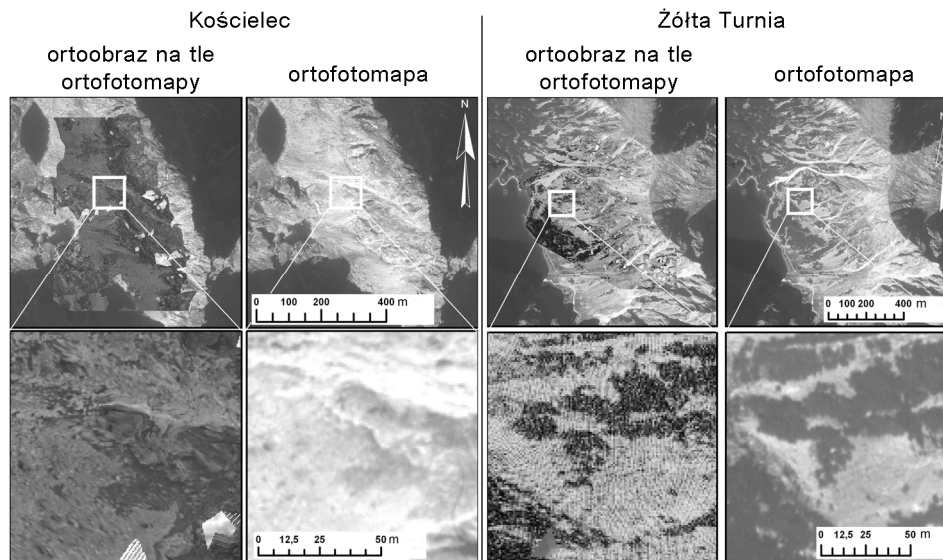 Kościelec
ortoobraz na tle
ortofotomapy
ortofotomapa
N
0 100 200 400 m
0 12,5 25 50 m
Żółta Turnia
ortoobraz na tle
ortofotomapy
ortofotomapa
N
0 100 200 400 m
0 12,5 25 50 m